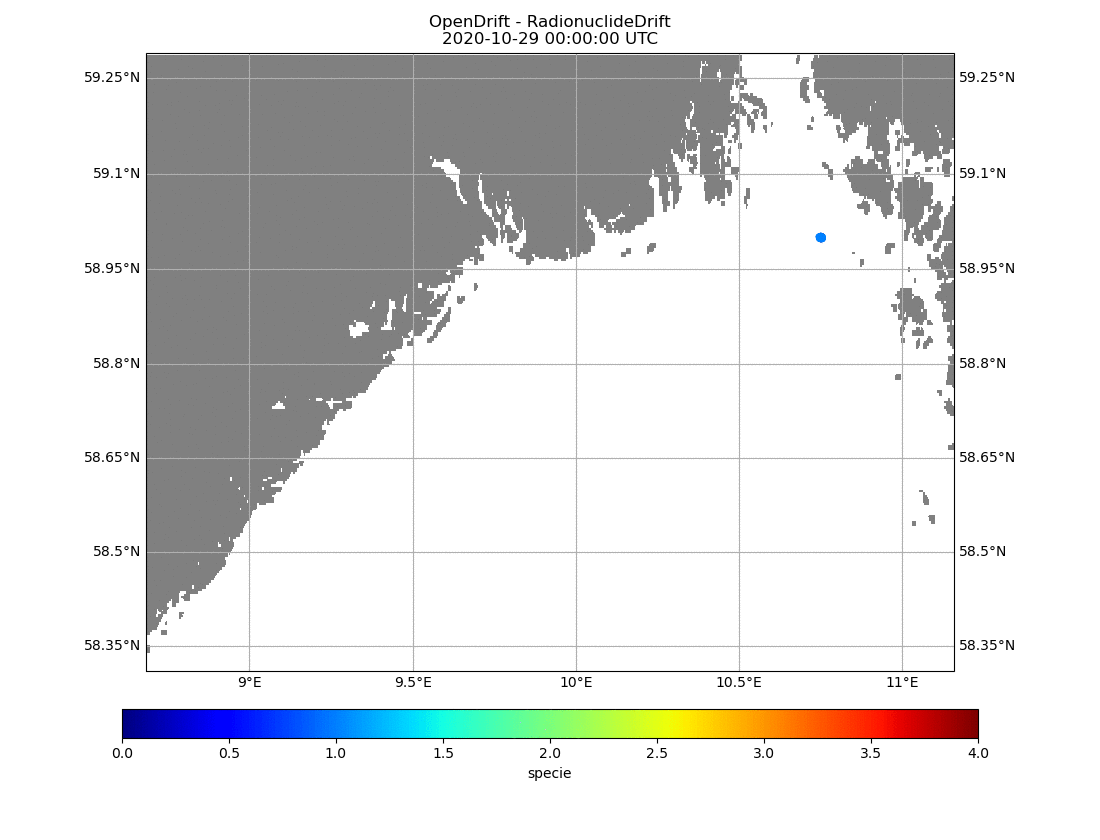 OpenDrift - RadionuclideDrift
2020-10-29 00:00:00 UTC
59.25°N 59.25°N
59.1°N 59.1°N
58.95°N 58.95°N
58.8°N 58.8°N
58.65°N 58.65°N
58.5°N 58.5°N
58.35°N 58.35°N
9°E 9.5°E 10°E 10.5°E 11°E
0.0 0.5 1.0 1.5 2.0 2.5 3.0 3.5 4.0
specie